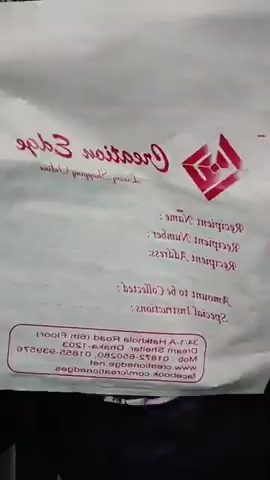 Creation Edge
Luxury Shopping Online
Recipient Name :
Recipient Number :
Recipient Address:
Amount to be Collected :
Special Instructions :
34/1-A Hatkhola Road (6th Floor)
Dream Shelter, Dhaka-1203
Mob : 01872-650280, 01855-939576
www.creationedge.net
facebook.com/creationedges